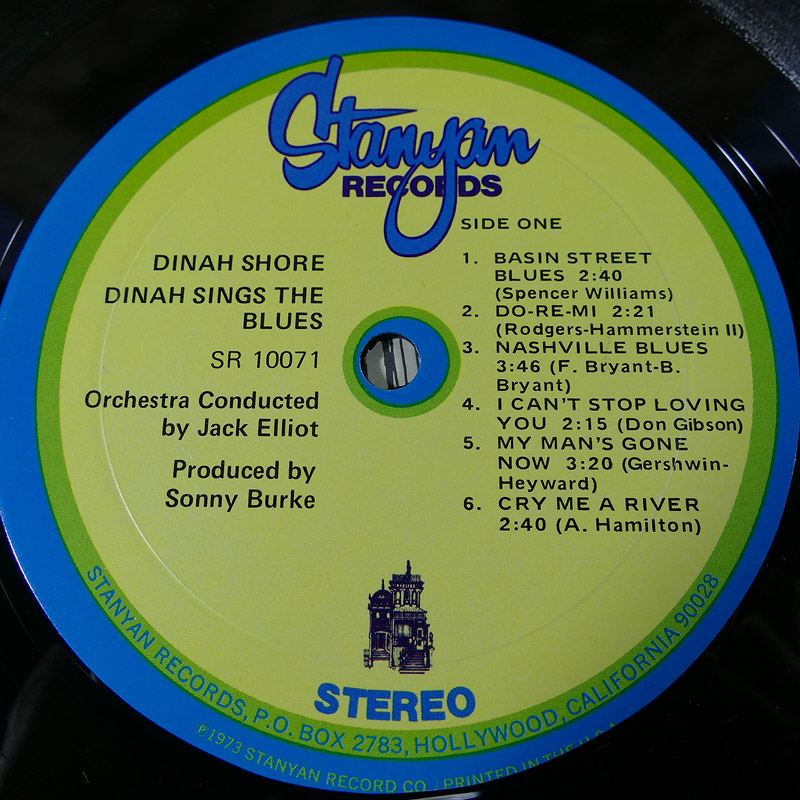 Stanyan
RECORDS
SIDE ONE
DINAH SHORE
DINAH SINGS THE
BLUES
SR 10071
Orchestra Conducted
by Jack Elliot
Produced by
Sonny Burke
1. BASIN STREET
BLUES 2:40
(Spencer Williams)
2. DO-RE-MI 2:21
(Rodgers-Hammerstein II)
3. NASHVILLE BLUES
3:46 (F. Bryant-B.
Bryant)
4. I CAN'T STOP LOVING
YOU 2:15 (Don Gibson)
5. MY MAN'S GONE
NOW 3:20 (Gershwin-
Heyward)
6. CRY ME A RIVER
2:40 (A. Hamilton)
STEREO
STANYAN RECORDS, P.O. BOX 2783, HOLLYWOOD, CALIFORNIA 90028
℗1973 STANYAN RECORD CO. / PRINTED IN THE U.S.A.